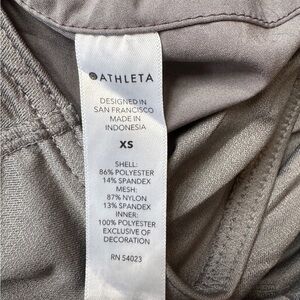 ATHLETA
DESIGNED IN
SAN FRANCISCO
MADE IN
INDONESIA
XS
SHELL:
86% POLYESTER
14% SPANDEX
MESH:
87% NYLON
13% SPANDEX
INNER:
100% POLYESTER
EXCLUSIVE OF
DECORATION
RN 54023